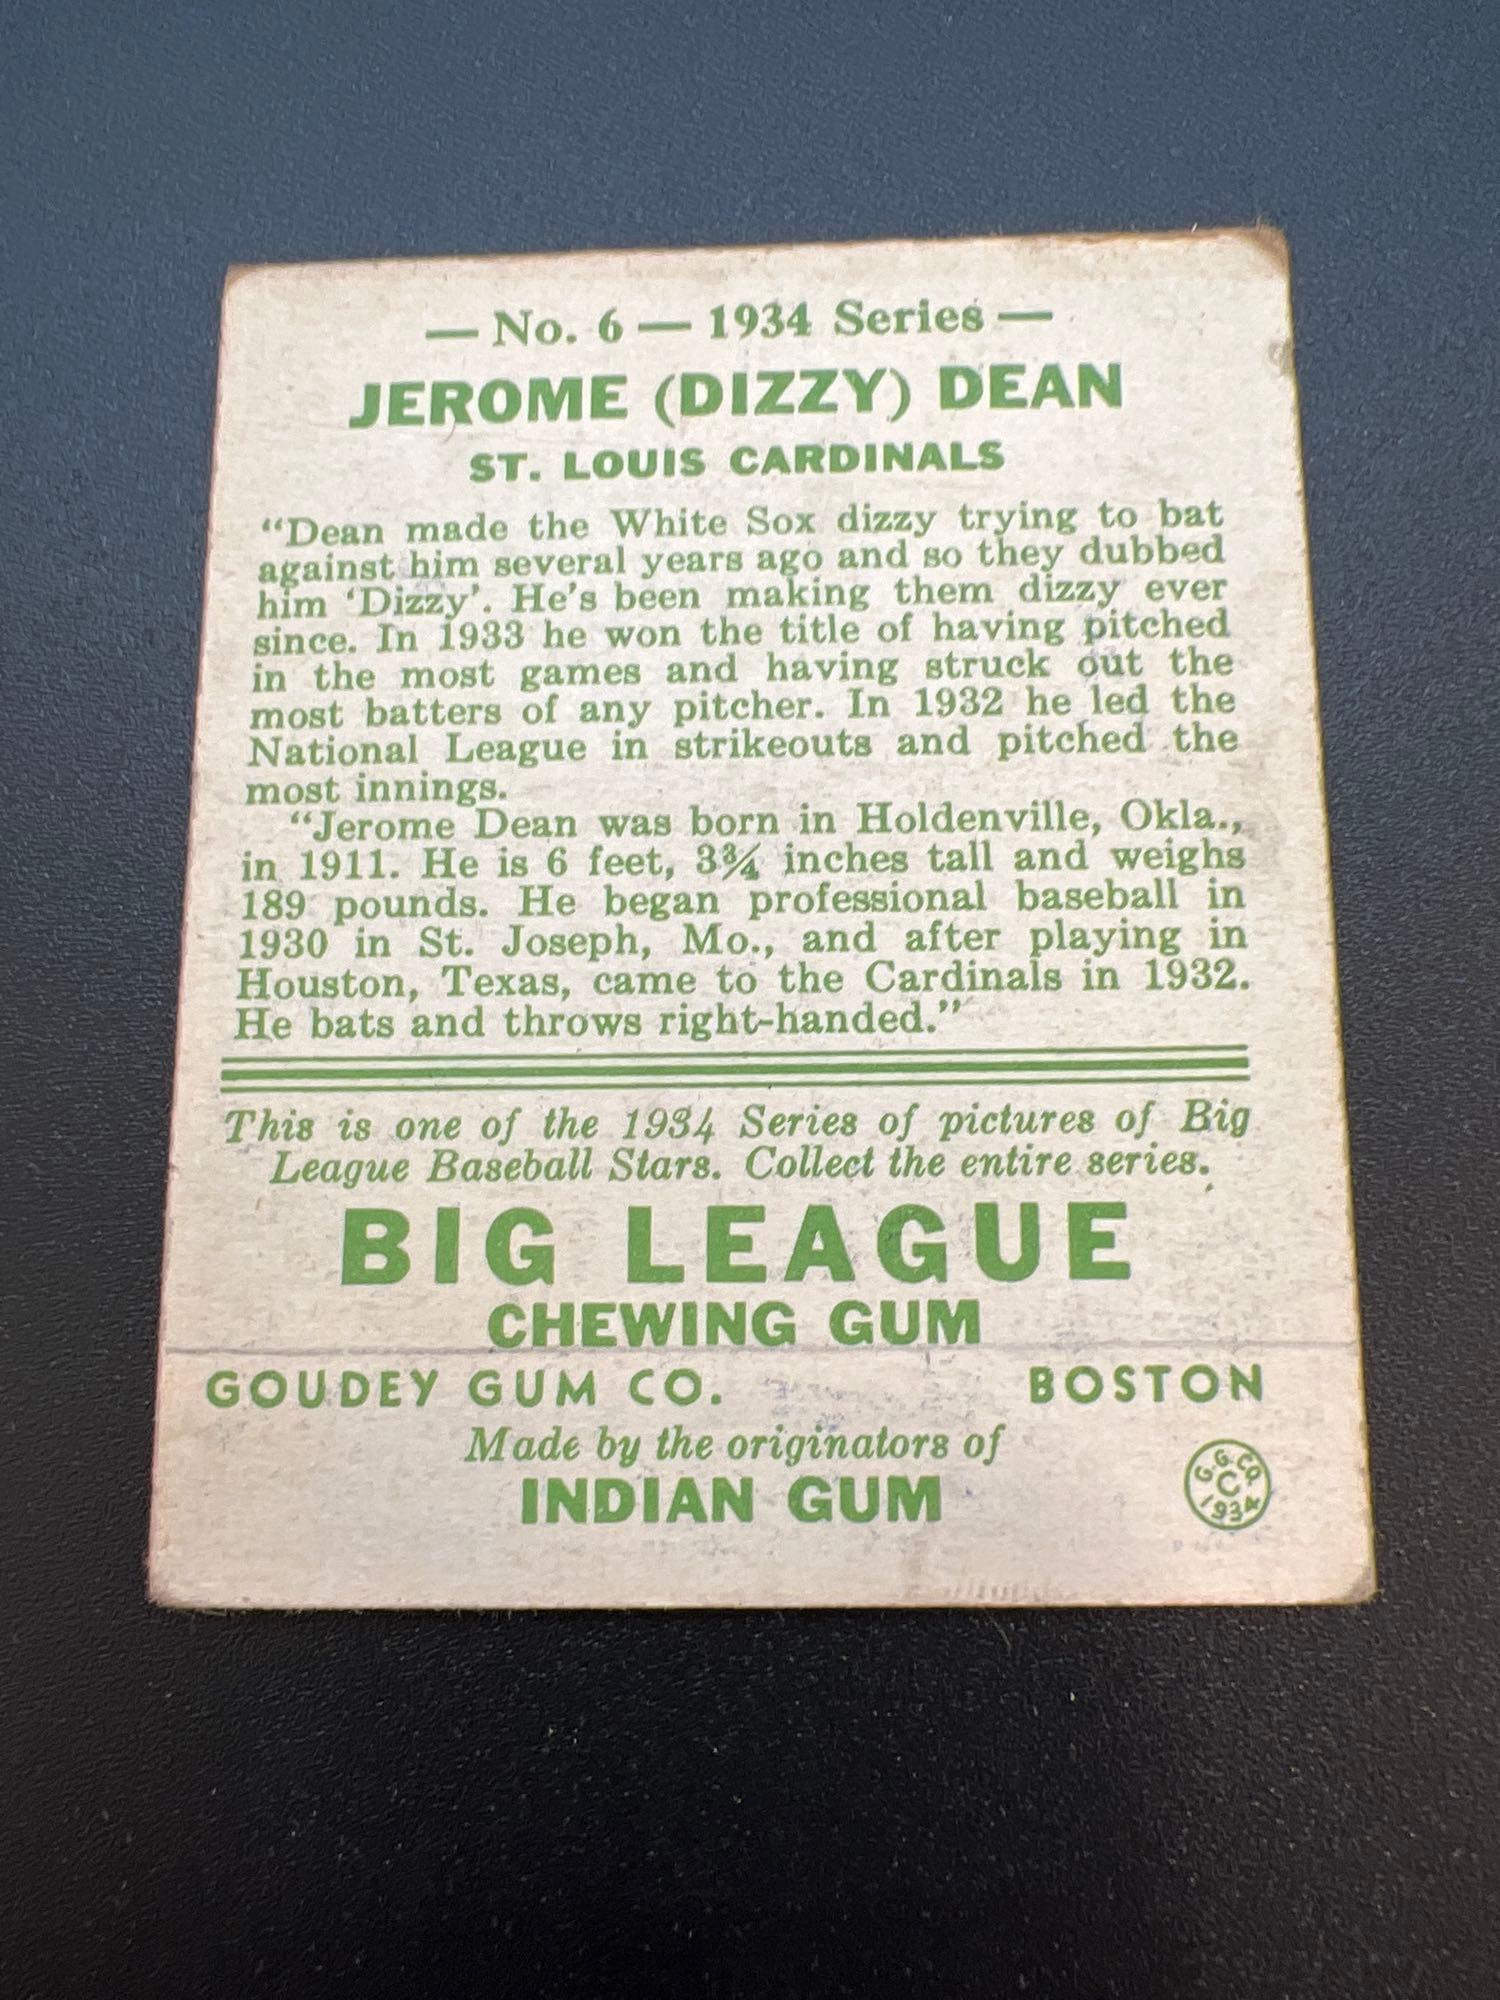 — No. 6 — 1934 Series —
JEROME (DIZZY) DEAN
ST. LOUIS CARDINALS
“Dean made the White Sox dizzy trying to bat
against him several years ago and so they dubbed
him ‘Dizzy’. He's been making them dizzy ever
since. In 1933 he won the title of having pitched
in the most games and having struck out the
most batters of any pitcher. In 1932 he led the
National League in strikeouts and pitched the
most innings.
“Jerome Dean was born in Holdenville, Okla.,
in 1911. He is 6 feet, 3¾ inches tall and weighs
189 pounds. He began professional baseball in
1930 in St. Joseph, Mo., and after playing in
Houston, Texas, came to the Cardinals in 1932.
He bats and throws right-handed.”
This is one of the 1934 Series of pictures of Big
League Baseball Stars. Collect the entire series.
BIG LEAGUE
CHEWING GUM
GOUDEY GUM CO. BOSTON
Made by the originators of
INDIAN GUM
G. G. CO.
C
1934